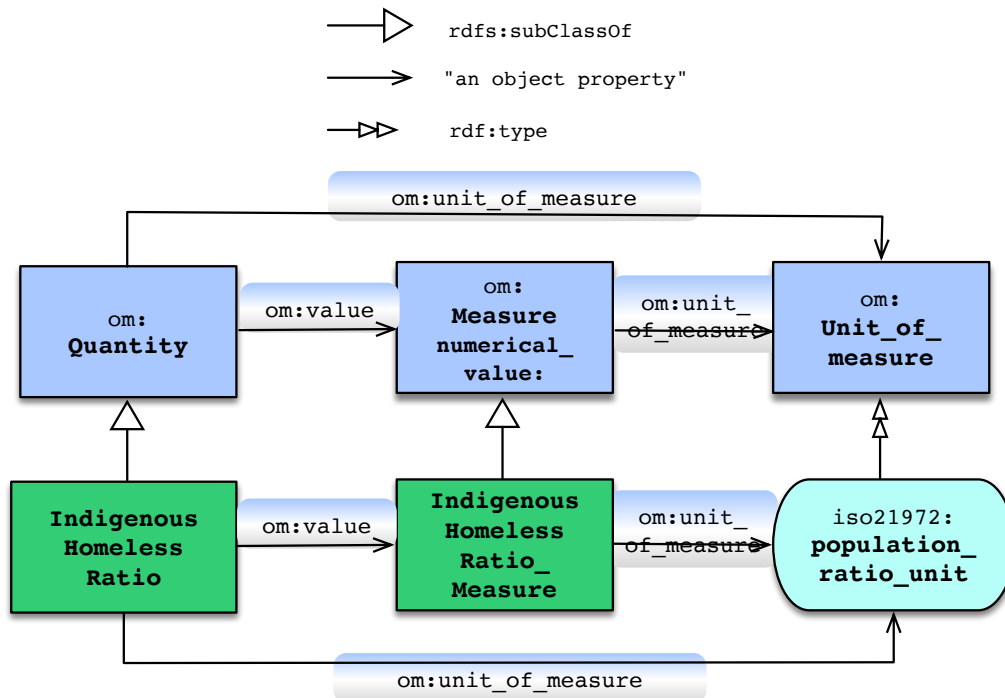 rdfs:subClassOf
"an object property"
rdf:type
om:unit_of_measure
om:
Quantity
om:value
om:
Measure
numerical_
value:
om:unit_
of_measure
om:
Unit_of_
measure
Indigenous
Homeless
Ratio
om:value
Indigenous
Homeless
Ratio_
Measure
om:unit_
of_measure
iso21972:
population_
ratio_unit
om:unit_of_measure